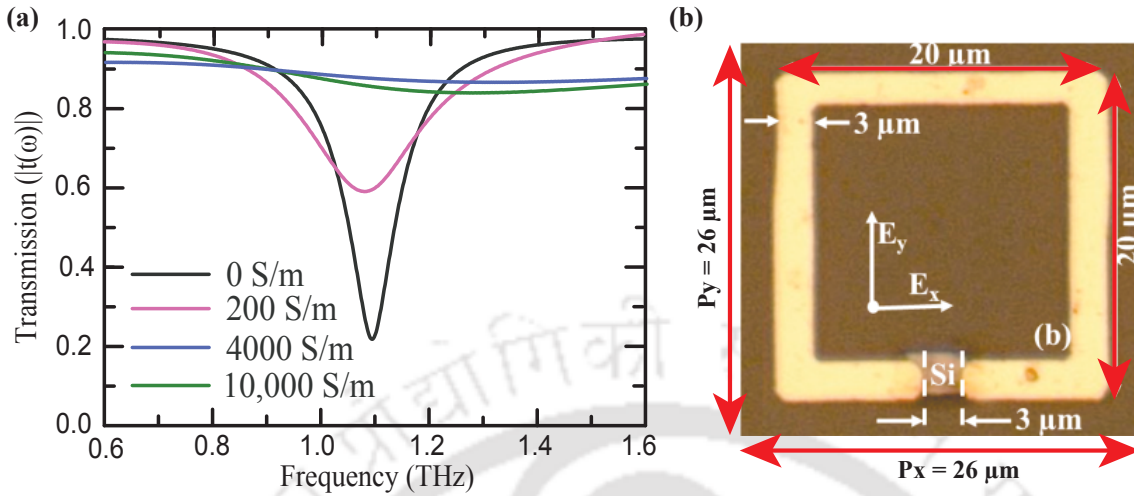 (a)
Transmission (|t(ω)|)
1.0
0.8
0.6
0.4
0.2
0.0
0 S/m
200 S/m
4000 S/m
10,000 S/m
0.6
0.8
1.0
1.2
1.4
1.6
Frequency (THz)
(b)
20 µm
3 µm
Py = 26 µm
20 µm
E_y
E_x
(b)
Si
3 µm
Px = 26 µm